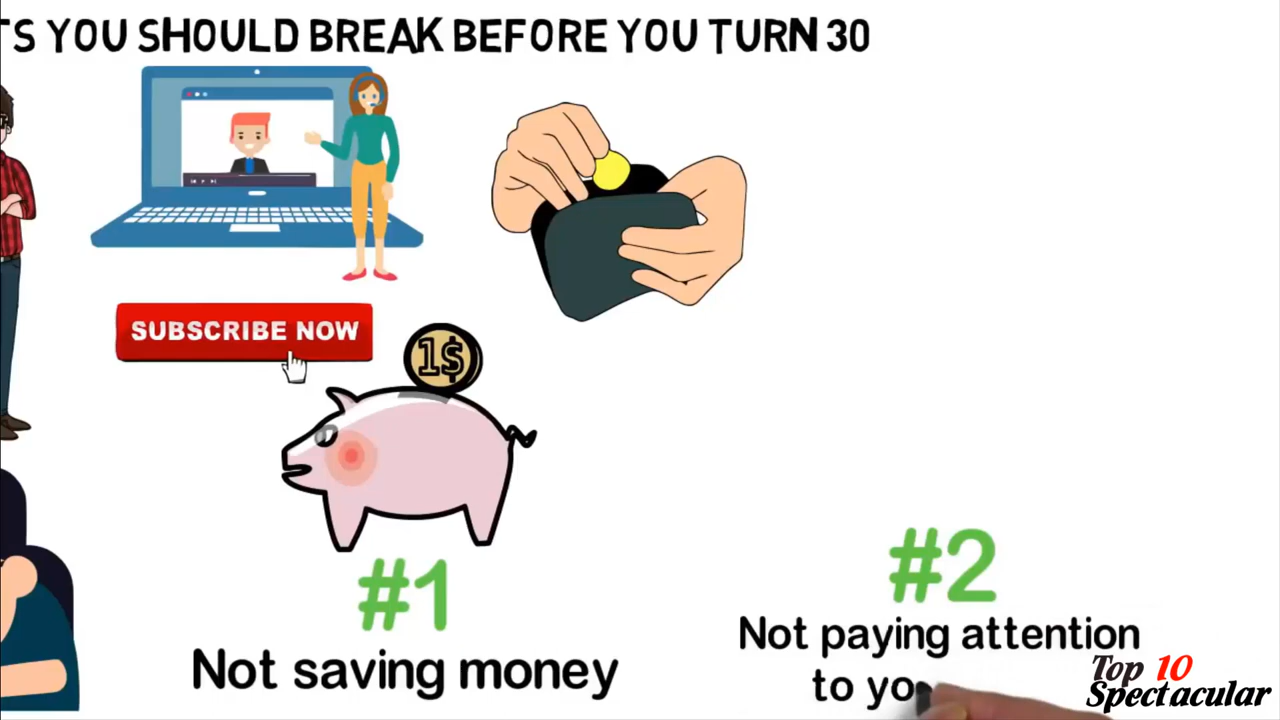 TS YOU SHOULD BREAK BEFORE YOU TURN 30
SUBSCRIBE NOW
1$
#1
Not saving money
#2
Not paying attention
to yo
Top 10
Spectacular